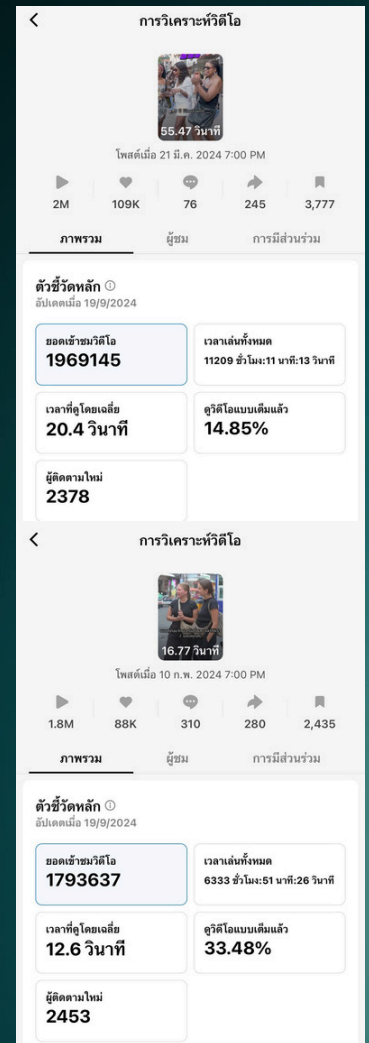 การวิเคราะห์วิดีโอ
55.47 วินาที
โพสต์เมื่อ 21 มี.ค. 2024 7:00 PM
2M 109K 76 245 3,777
ภาพรวม ผู้ชม การมีส่วนร่วม
ตัวชี้วัดหลัก
อัปเดตเมื่อ 19/9/2024
ยอดเข้าชมวิดีโอ เวลาเล่นทั้งหมด
1969145 11209 ชั่วโมง:11 นาที:13 วินาที
เวลาที่ดูโดยเฉลี่ย ดูวิดีโอแบบเต็มแล้ว
20.4 วินาที 14.85%
ผู้ติดตามใหม่
2378
การวิเคราะห์วิดีโอ
16.77 วินาที
โพสต์เมื่อ 10 ก.พ. 2024 7:00 PM
1.8M 88K 310 280 2,435
ภาพรวม ผู้ชม การมีส่วนร่วม
ตัวชี้วัดหลัก
อัปเดตเมื่อ 19/9/2024
ยอดเข้าชมวิดีโอ เวลาเล่นทั้งหมด
1793637 6333 ชั่วโมง:51 นาที:26 วินาที
เวลาที่ดูโดยเฉลี่ย ดูวิดีโอแบบเต็มแล้ว
12.6 วินาที 33.48%
ผู้ติดตามใหม่
2453